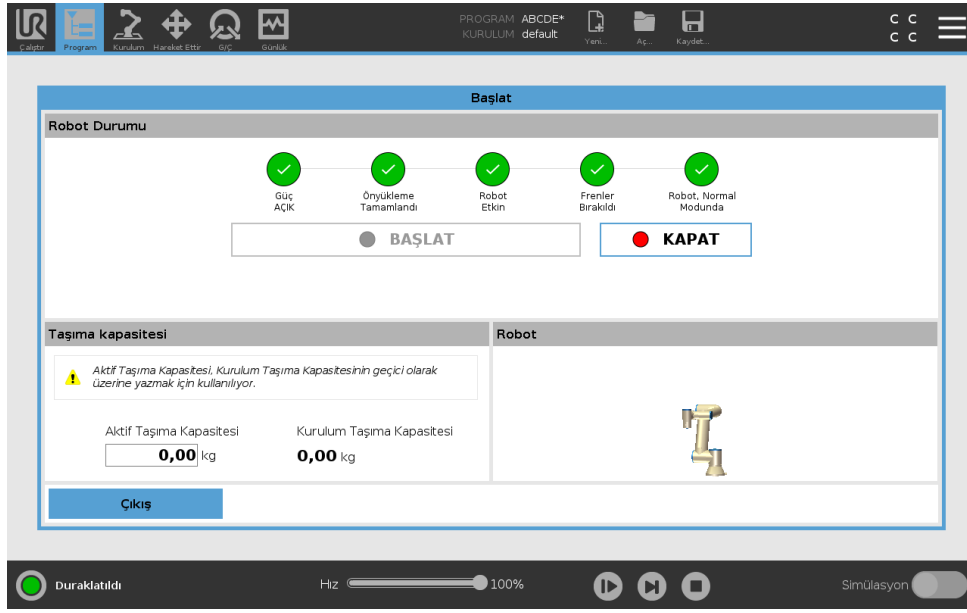 PROGRAM ABCDE*
KURULUM default
C C
C C
Çalıştır Program Kurulum Hareket Ettir G/Ç Günlük Yeni... Aç... Kaydet...
Başlat
Robot Durumu
Güç
AÇIK
Önyükleme
Tamamlandı
Robot
Etkin
Frenler
Bırakıldı
Robot, Normal
Modunda
BAŞLAT
KAPAT
Taşıma kapasitesi
Aktif Taşıma Kapasitesi, Kurulum Taşıma Kapasitesinin geçici olarak
üzerine yazmak için kullanılıyor.
Aktif Taşıma Kapasitesi
0,00 kg
Kurulum Taşıma Kapasitesi
0,00 kg
Robot
Çıkış
Duraklatıldı
Hız 100%
Simülasyon